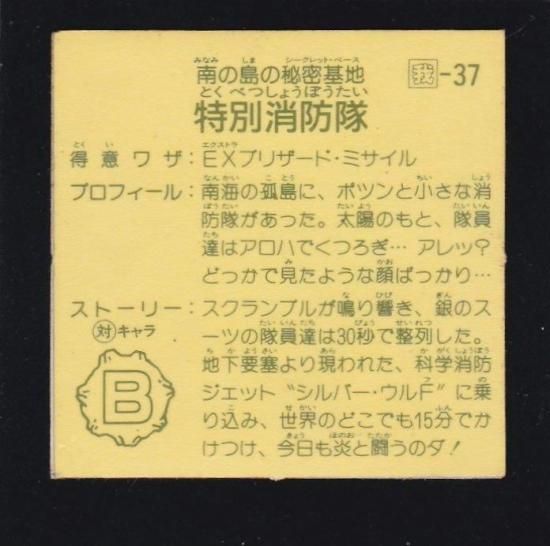 南の島の秘密基地
我-37
特別消防隊
得意ワザ:EXブリザード・ミサイル
プロフィール:南海の孤島に、ポツンと小さな消
防隊があった。太陽のもと、隊員
達はアロハでくつろぎ… アレッ?
どっかで見たような顔ばっかり…
ストーリー:スクランブルが鳴り響き、銀のス
ーツの隊員達は30秒で整列した。
地下要塞より現われた、科学消防
ジェット“シルバー・ウルF”に乗
り込み、世界のどこでも15分でか
けつけ、今日も炎と闘うのダ!
対キャラ
B